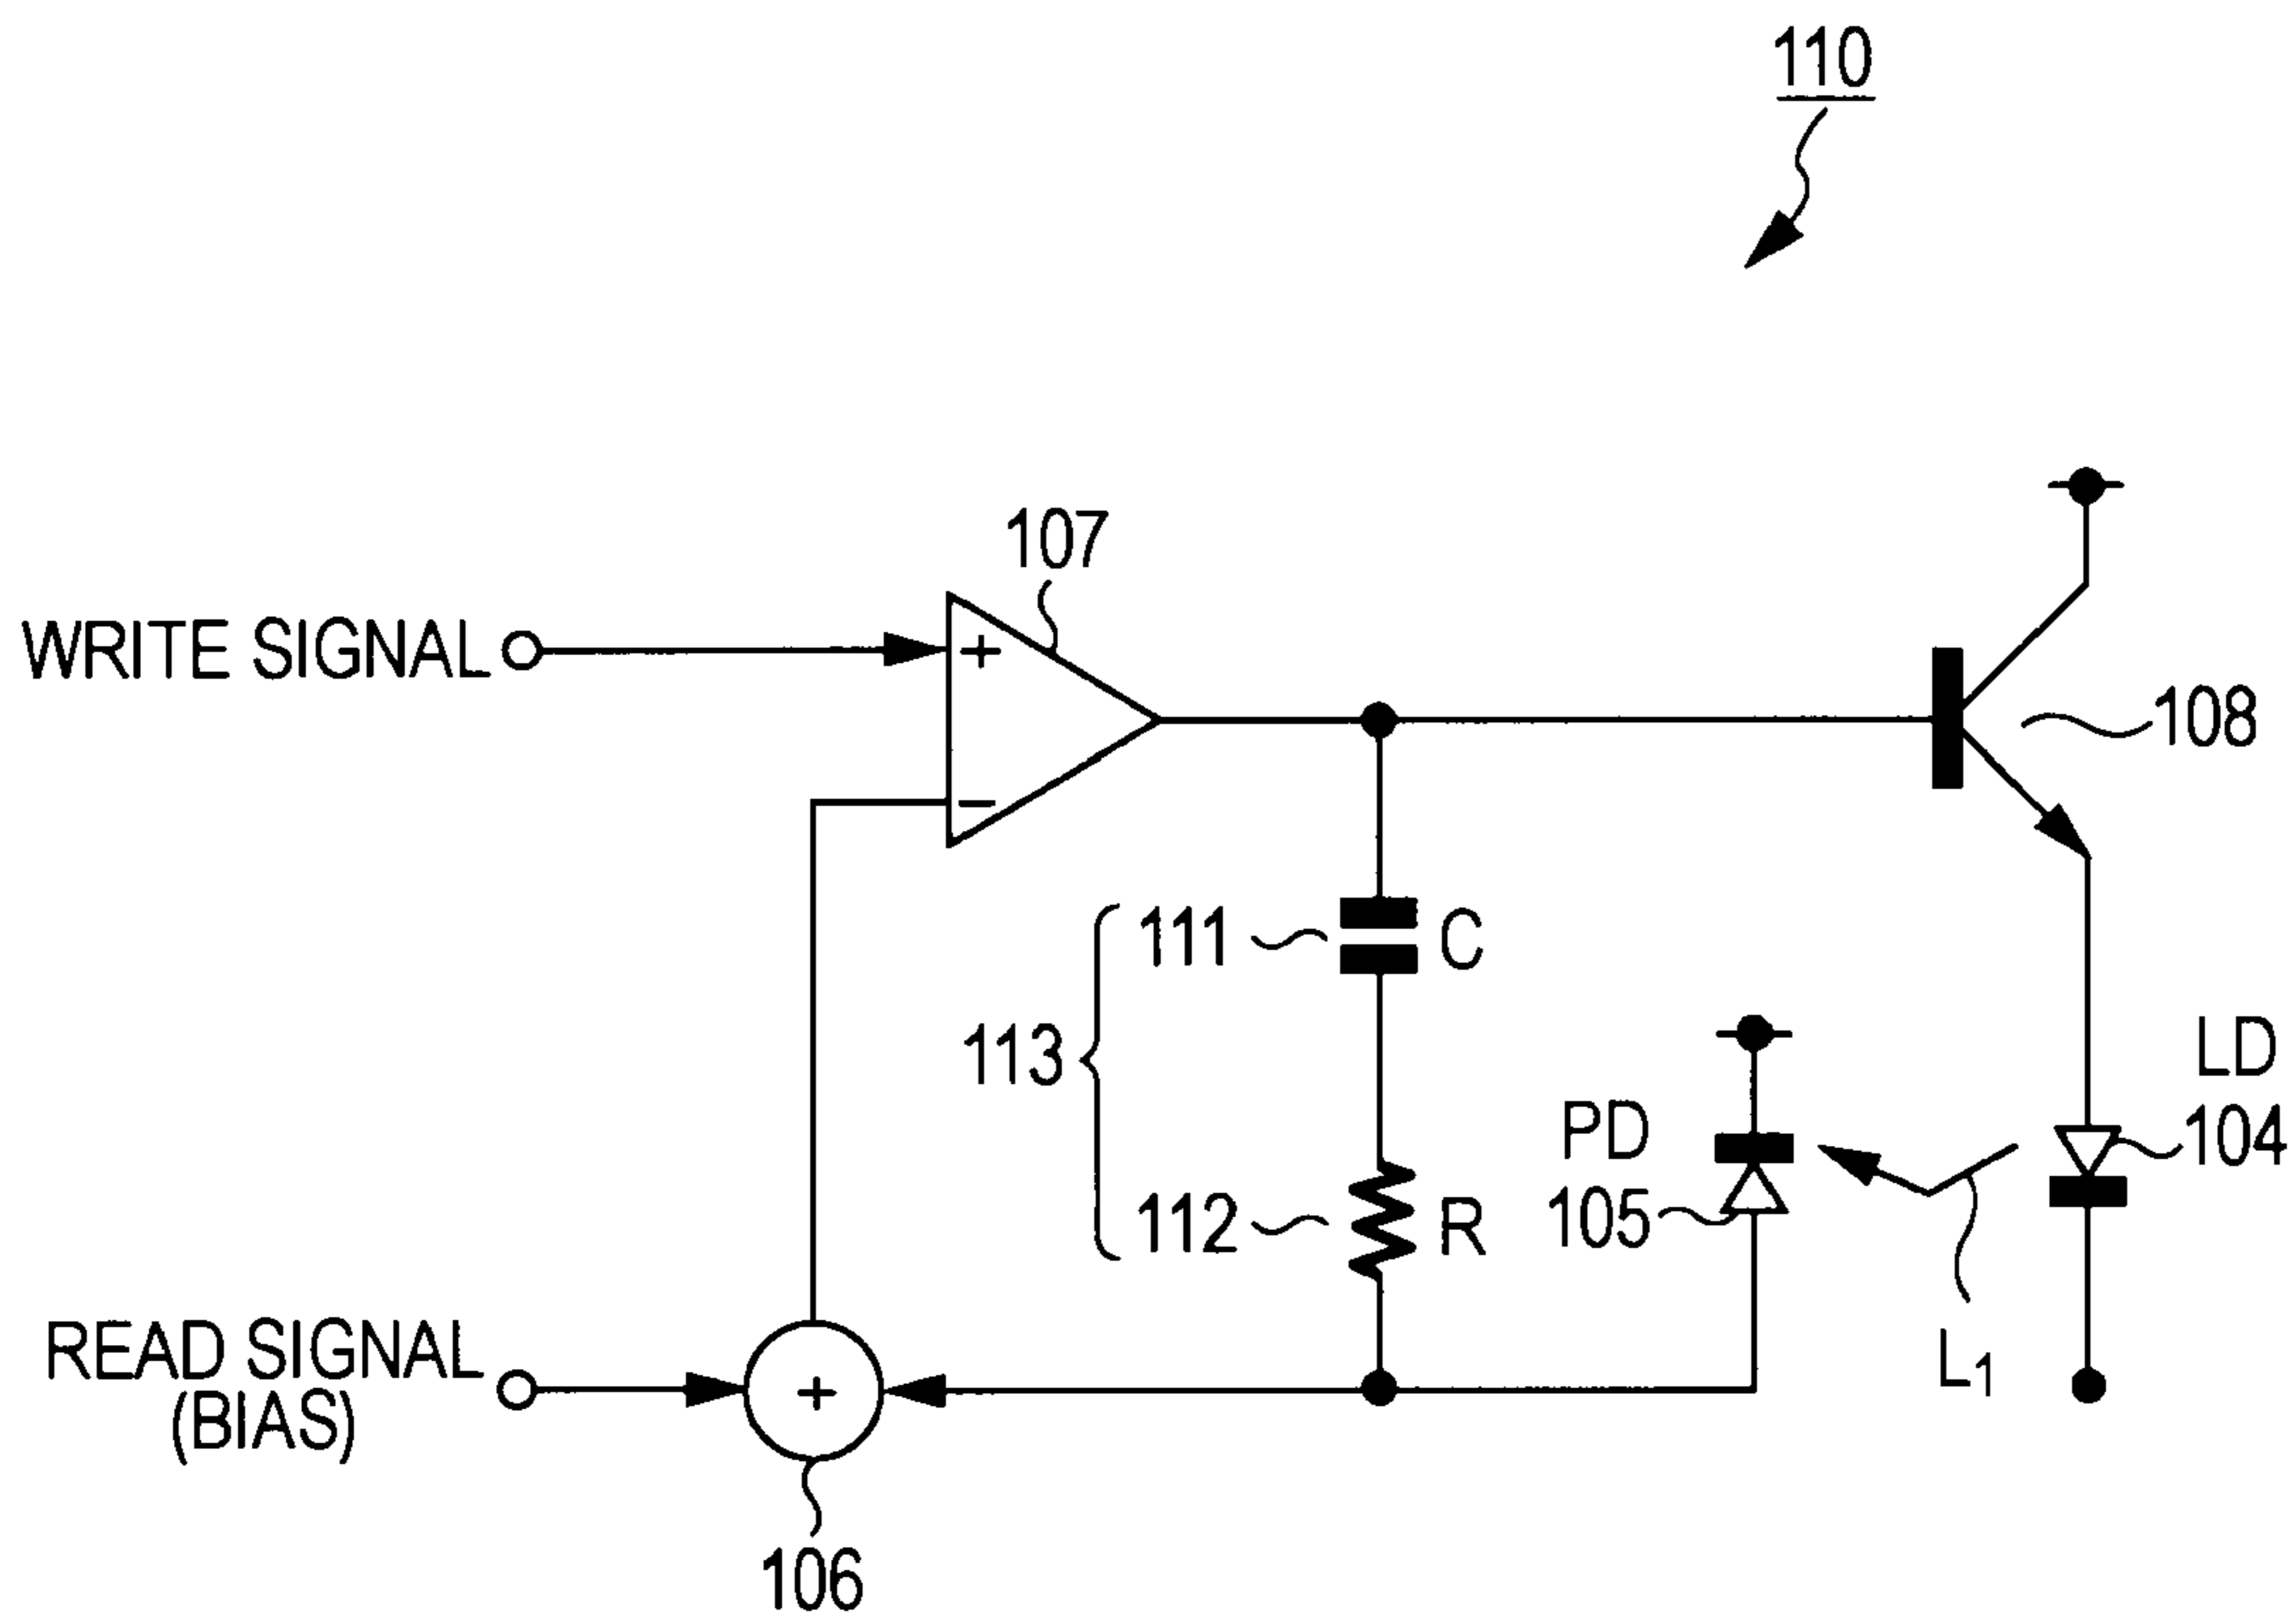 110
107
WRITE SIGNAL
+
108
−
111
C
113
LD
PD
104
105
112
R
READ SIGNAL
(BIAS)
+
L1
106